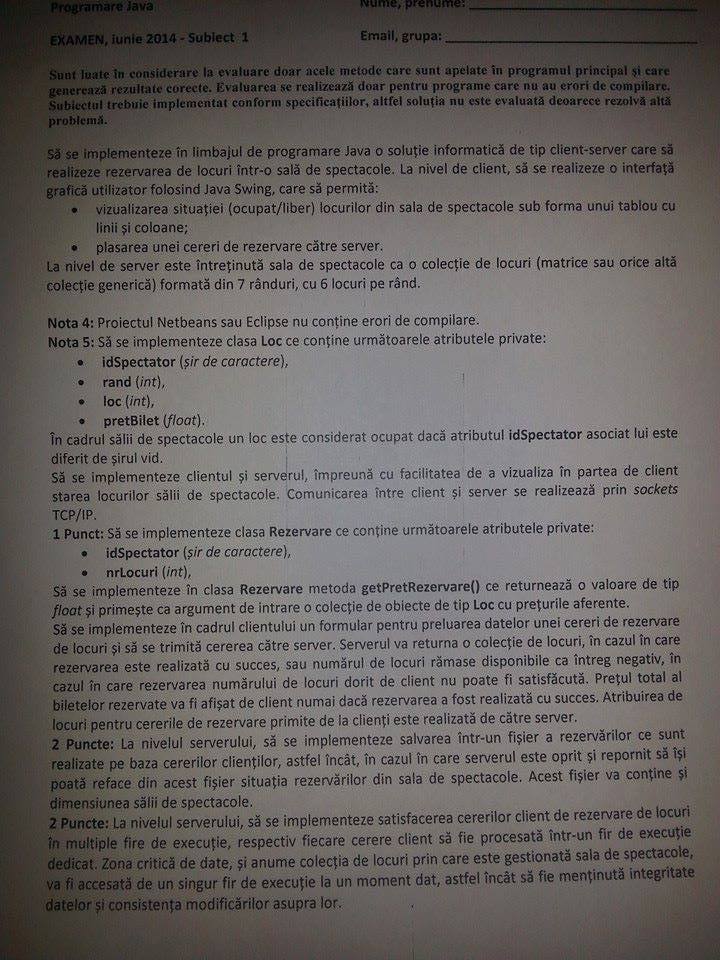 Programare Java
Nume, prenume:
EXAMEN, iunie 2014 - Subiect 1
Email, grupa:
Sunt luate în considerare la evaluare doar acele metode care sunt apelate în programul principal și care
generează rezultate corecte. Evaluarea se realizează doar pentru programe care nu au erori de compilare.
Subiectul trebuie implementat conform specificațiilor, altfel soluția nu este evaluată deoarece rezolvă altă
problemă.
Să se implementeze în limbajul de programare Java o soluție informatică de tip client-server care să
realizeze rezervarea de locuri într-o sală de spectacole. La nivel de client, să se realizeze o interfață
grafică utilizator folosind Java Swing, care să permită:
• vizualizarea situației (ocupat/liber) locurilor din sala de spectacole sub forma unui tablou cu
linii și coloane;
• plasarea unei cereri de rezervare către server.
La nivel de server este întreținută sala de spectacole ca o colecție de locuri (matrice sau orice altă
colecție generică) formată din 7 rânduri, cu 6 locuri pe rând.
Nota 4: Proiectul Netbeans sau Eclipse nu conține erori de compilare.
Nota 5: Să se implementeze clasa Loc ce conține următoarele atributele private:
• idSpectator (șir de caractere),
• rand (int),
• loc (int),
• pretBilet (float).
În cadrul sălii de spectacole un loc este considerat ocupat dacă atributul idSpectator asociat lui este
diferit de șirul vid.
Să se implementeze clientul și serverul, împreună cu facilitatea de a vizualiza în partea de client
starea locurilor sălii de spectacole. Comunicarea între client și server se realizează prin sockets
TCP/IP.
1 Punct: Să se implementeze clasa Rezervare ce conține următoarele atributele private:
• idSpectator (șir de caractere),
• nrLocuri (int),
Să se implementeze în clasa Rezervare metoda getPretRezervare() ce returnează o valoare de tip
float și primește ca argument de intrare o colecție de obiecte de tip Loc cu prețurile aferente.
Să se implementeze în cadrul clientului un formular pentru preluarea datelor unei cereri de rezervare
de locuri și să se trimită cererea către server. Serverul va returna o colecție de locuri, în cazul în care
rezervarea este realizată cu succes, sau numărul de locuri rămase disponibile ca întreg negativ, în
cazul în care rezervarea numărului de locuri dorit de client nu poate fi satisfăcută. Prețul total al
biletelor rezervate va fi afișat de client numai dacă rezervarea a fost realizată cu succes. Atribuirea de
locuri pentru cererile de rezervare primite de la clienți este realizată de către server.
2 Puncte: La nivelul serverului, să se implementeze salvarea într-un fișier a rezervărilor ce sunt
realizate pe baza cererilor clienților, astfel încât, în cazul în care serverul este oprit și repornit să își
poată reface din acest fișier situația rezervărilor din sala de spectacole. Acest fișier va conține și
dimensiunea sălii de spectacole.
2 Puncte: La nivelul serverului, să se implementeze satisfacerea cererilor client de rezervare de locuri
în multiple fire de execuție, respectiv fiecare cerere client să fie procesată într-un fir de execuție
dedicat. Zona critică de date, și anume colecția de locuri prin care este gestionată sala de spectacole,
va fi accesată de un singur fir de execuție la un moment dat, astfel încât să fie menținută integritate
datelor și consistența modificărilor asupra lor.